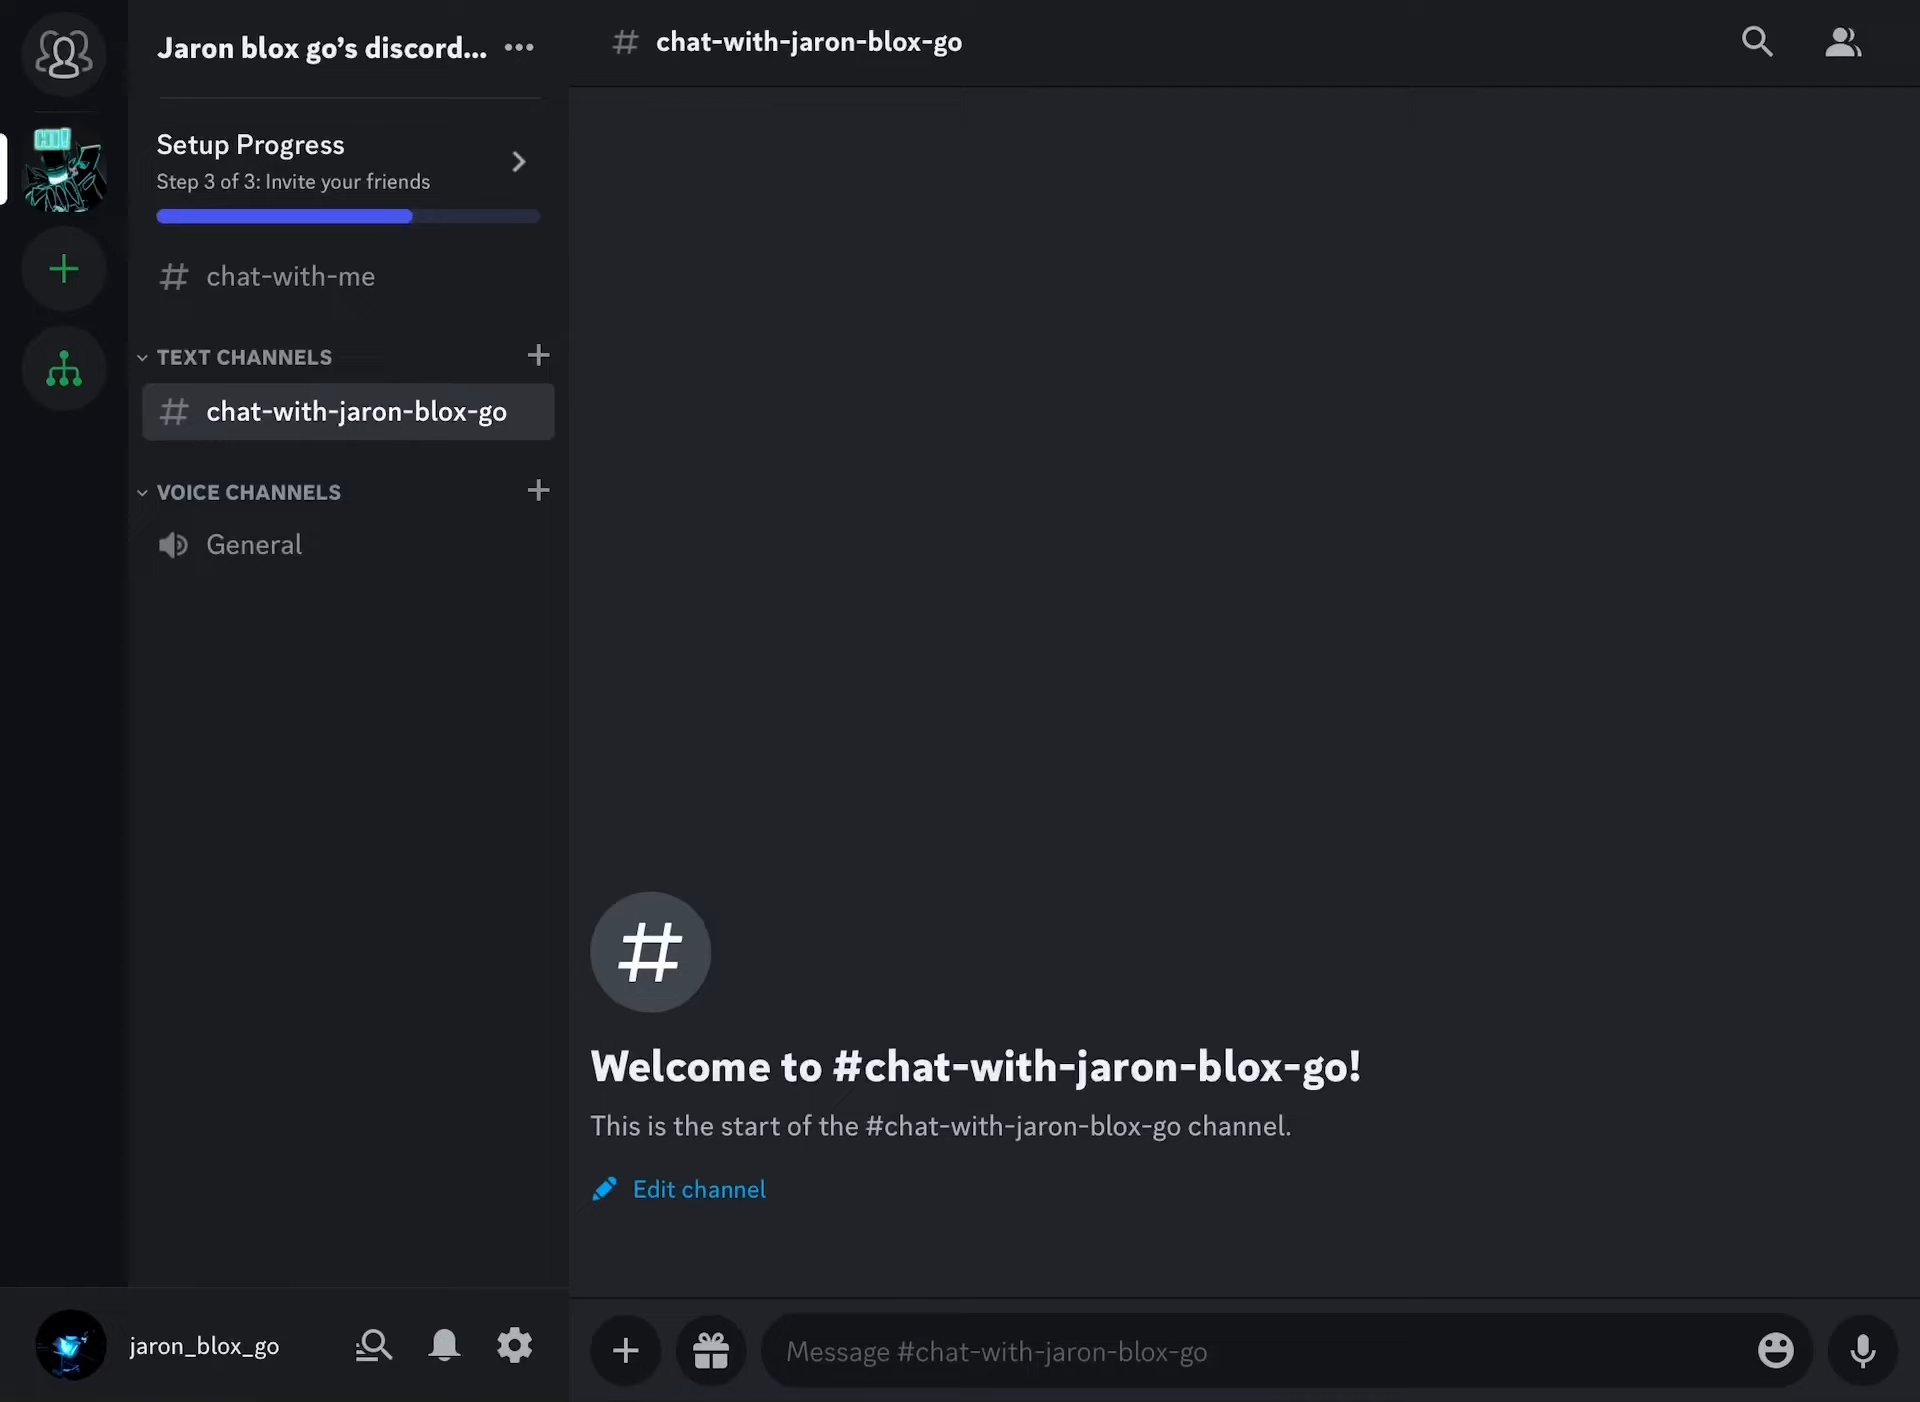 Jaron blox go’s discord...
Setup Progress
Step 3 of 3: Invite your friends
# chat-with-me
TEXT CHANNELS
# chat-with-jaron-blox-go
VOICE CHANNELS
General
jaron_blox_go
# chat-with-jaron-blox-go
#
Welcome to #chat-with-jaron-blox-go!
This is the start of the #chat-with-jaron-blox-go channel.
Edit channel
Message #chat-with-jaron-blox-go